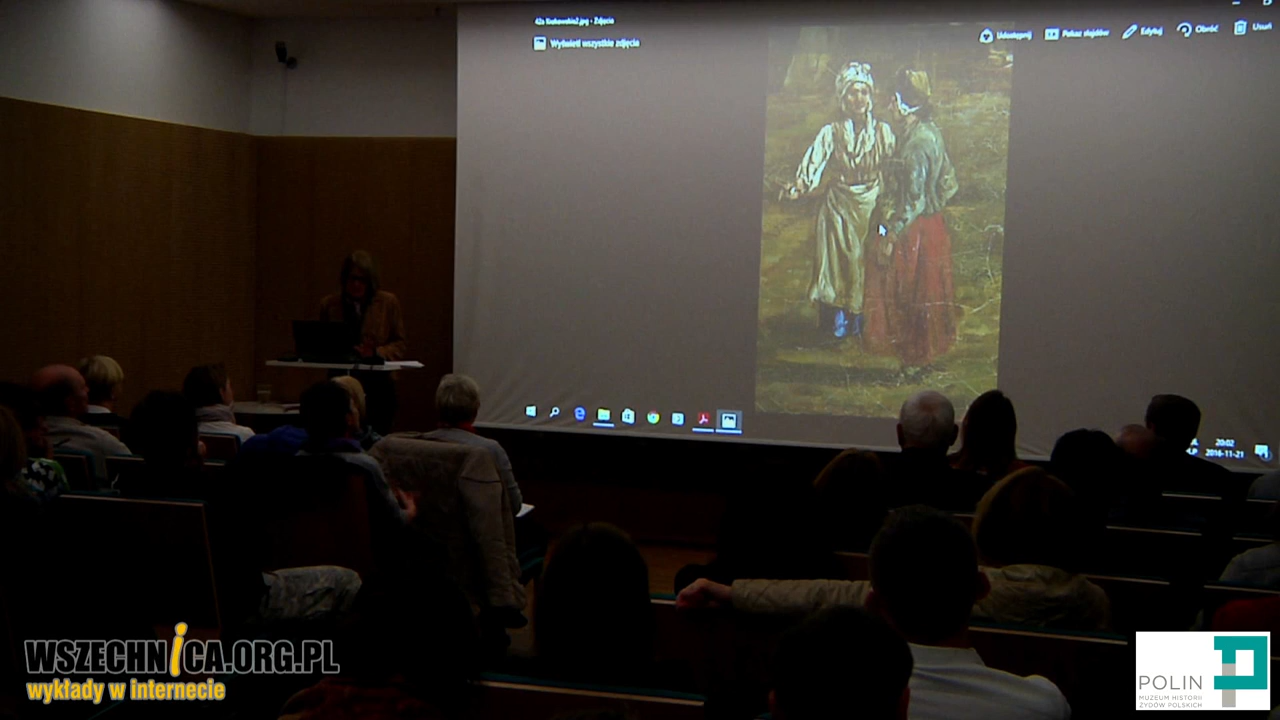 Zdjęcia
Wyświetl wszystkie zdjęcia
Udostępnij
Pokaz slajdów
Edytuj
Obróć
Usuń
20:02
2016-11-21
WSZECHNICA.ORG.PL
wykłady w internecie
POLIN
MUZEUM HISTORII
ŻYDÓW POLSKICH